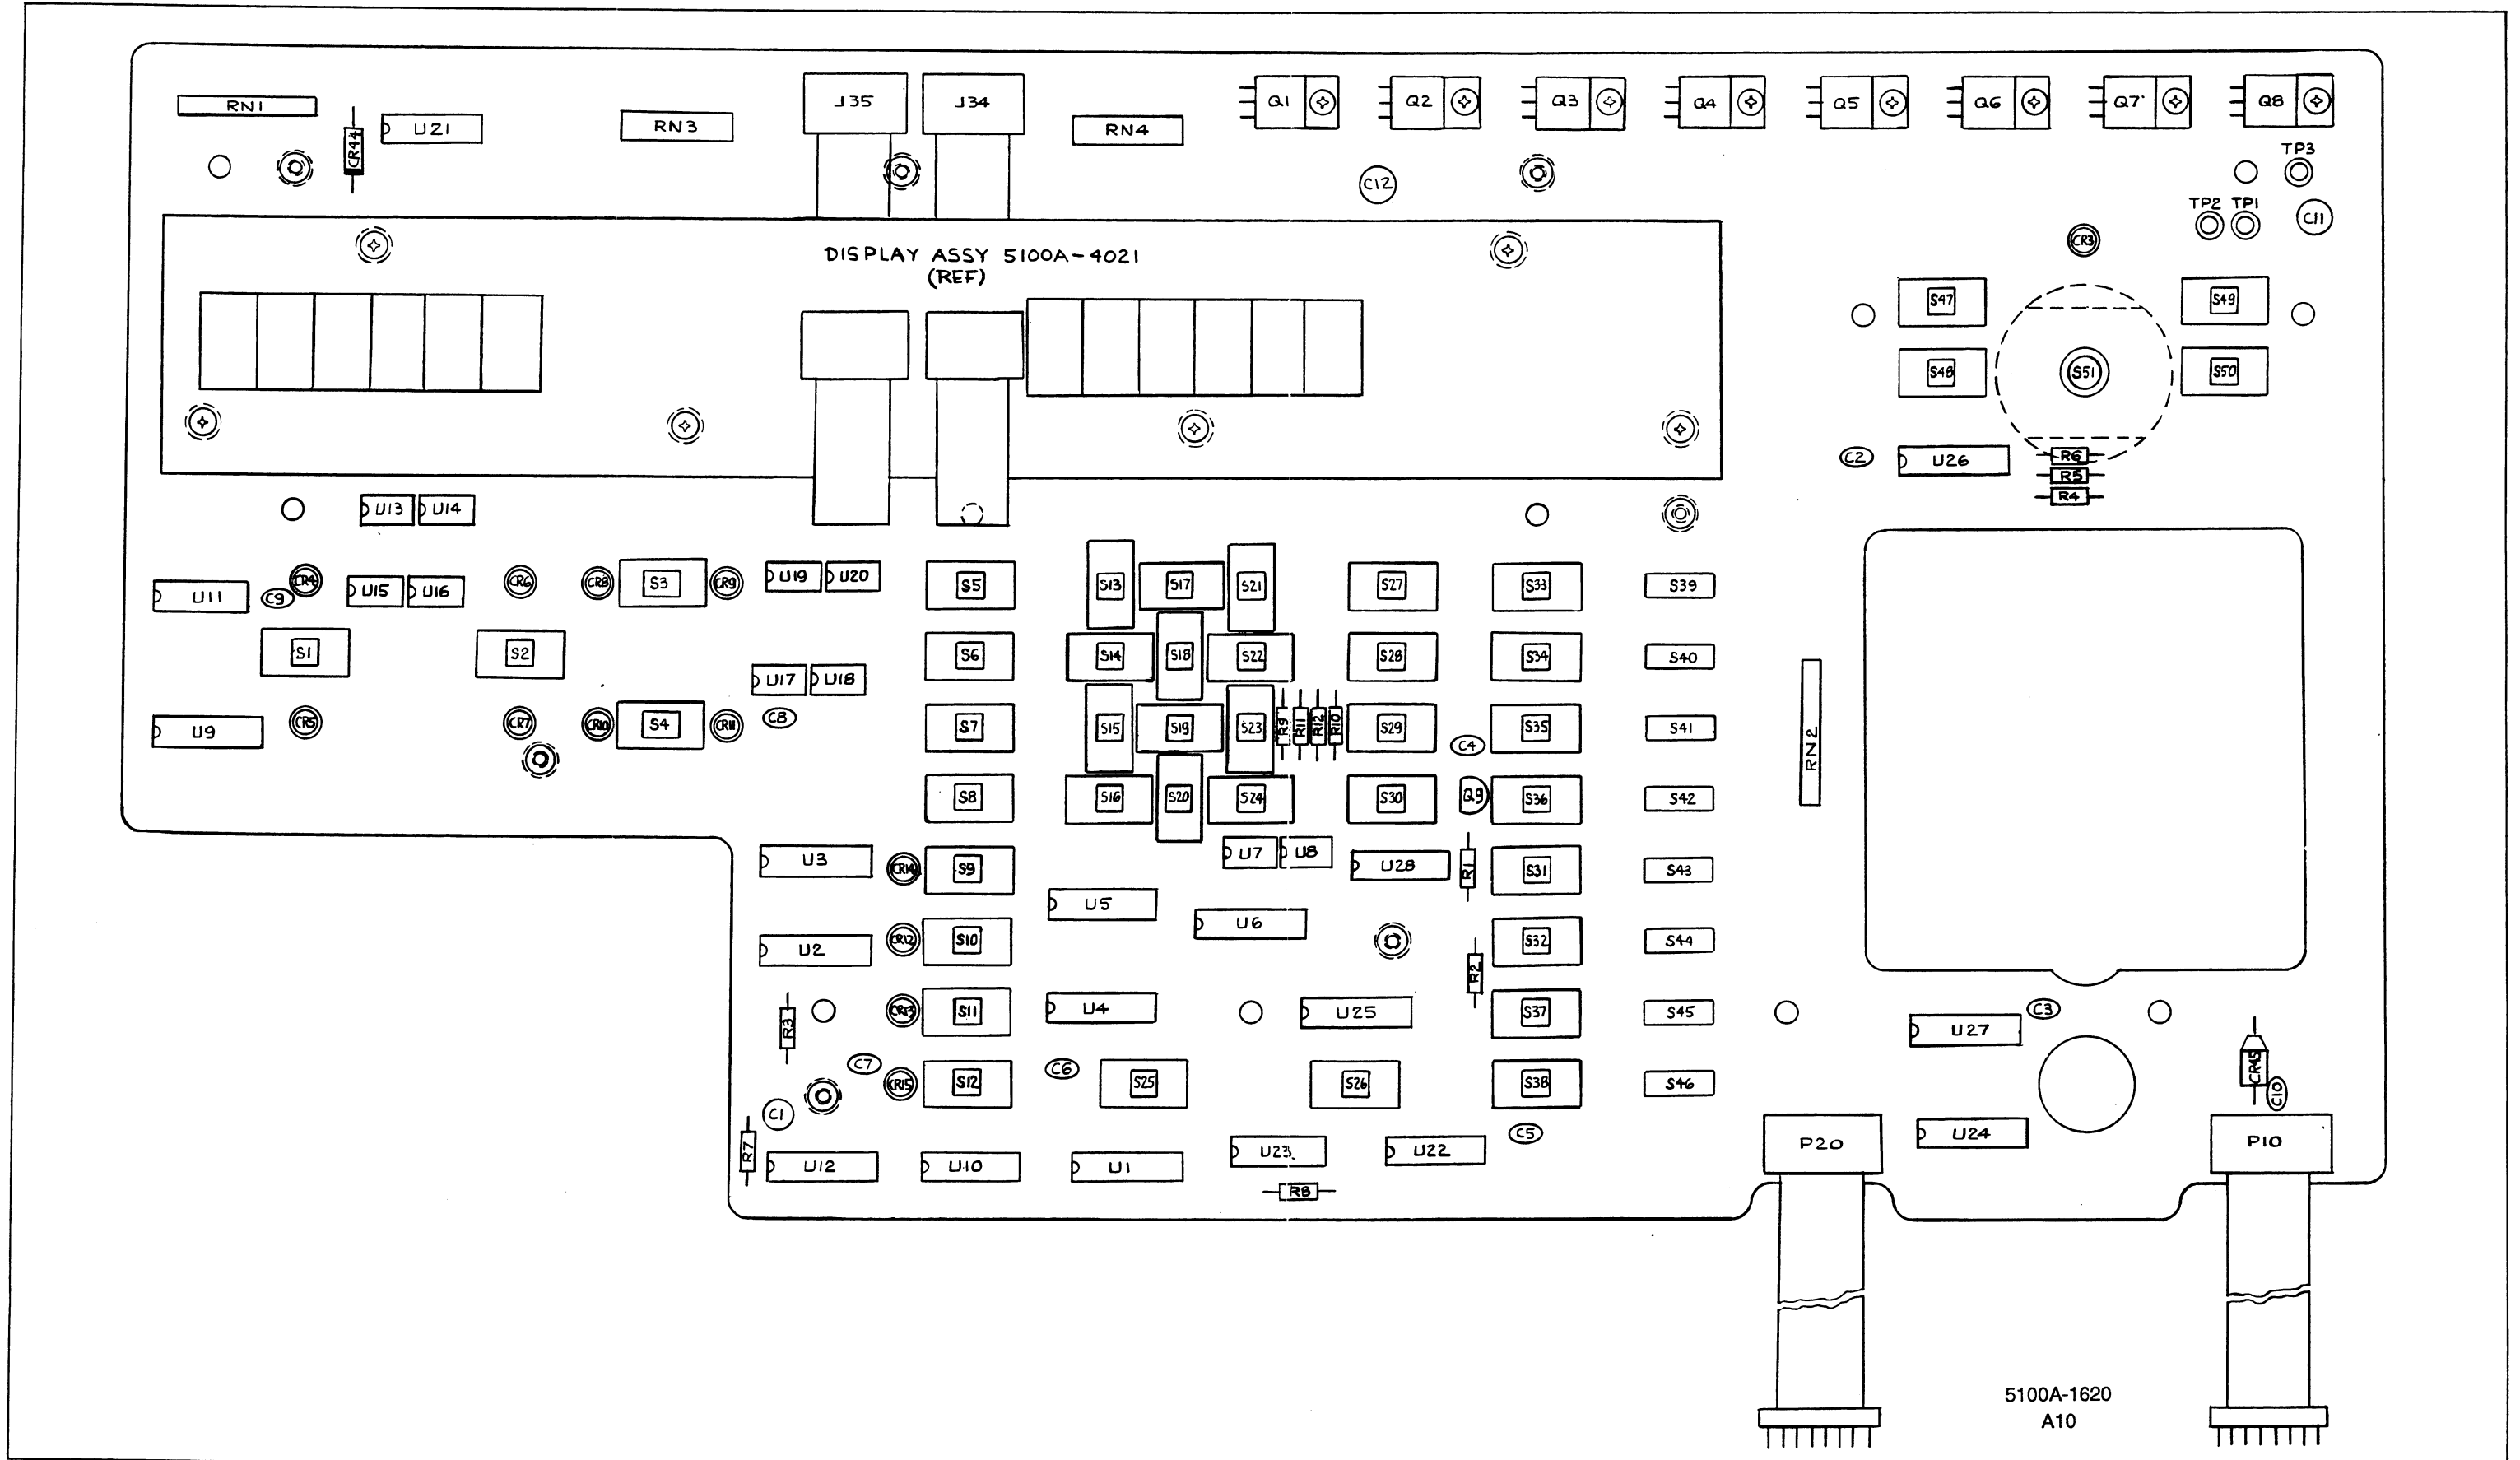 RN1
CR44
U21
RN3
J35
J34
RN4
Q1
Q2
Q3
Q4
Q5
Q6
Q7
Q8
C12
TP3
TP2
TP1
C11
CR3
DISPLAY ASSY 5100A-4021
(REF)
S47
S49
S48
S51
S50
C2
U26
R6
R5
R4
U13
U14
U11
C9
CR4
U15
U16
CR6
CR8
S3
CR9
U19
U20
S5
S13
S17
S21
S27
S33
S39
S1
S2
U17
U18
S6
S14
S18
S22
S28
S34
S40
U9
CR5
CR7
CR10
S4
CR11
C8
S7
S15
S19
S23
R9
R11
R12
R10
S29
C4
S35
S41
RN2
S8
S16
S20
S24
S30
Q9
S36
S42
U3
CR14
S9
U7
U8
U28
R1
S31
S43
U5
U6
U2
CR12
S10
R2
S32
S44
R3
CR13
S11
U4
U25
S37
S45
U27
C3
C7
CR15
S12
C6
S25
S26
S38
S46
CR45
C10
C1
R7
U12
U10
U1
U23
U22
C5
R8
P20
U24
P10
5100A-1620
A10